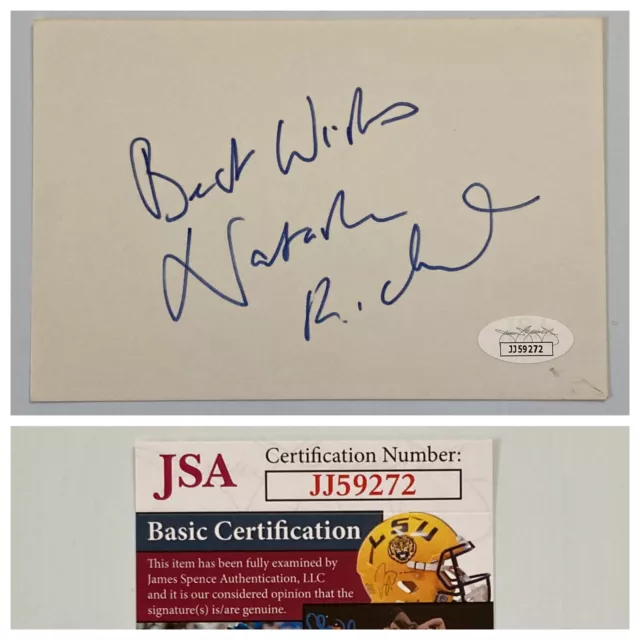 Best Wishes
Natasha
Rich
JJ59272
JSA
Certification Number:
JJ59272
Basic Certification
This item has been fully examined by
James Spence Authentication, LLC
and it is our considered opinion that the
signature(s) is/are genuine.
LSU